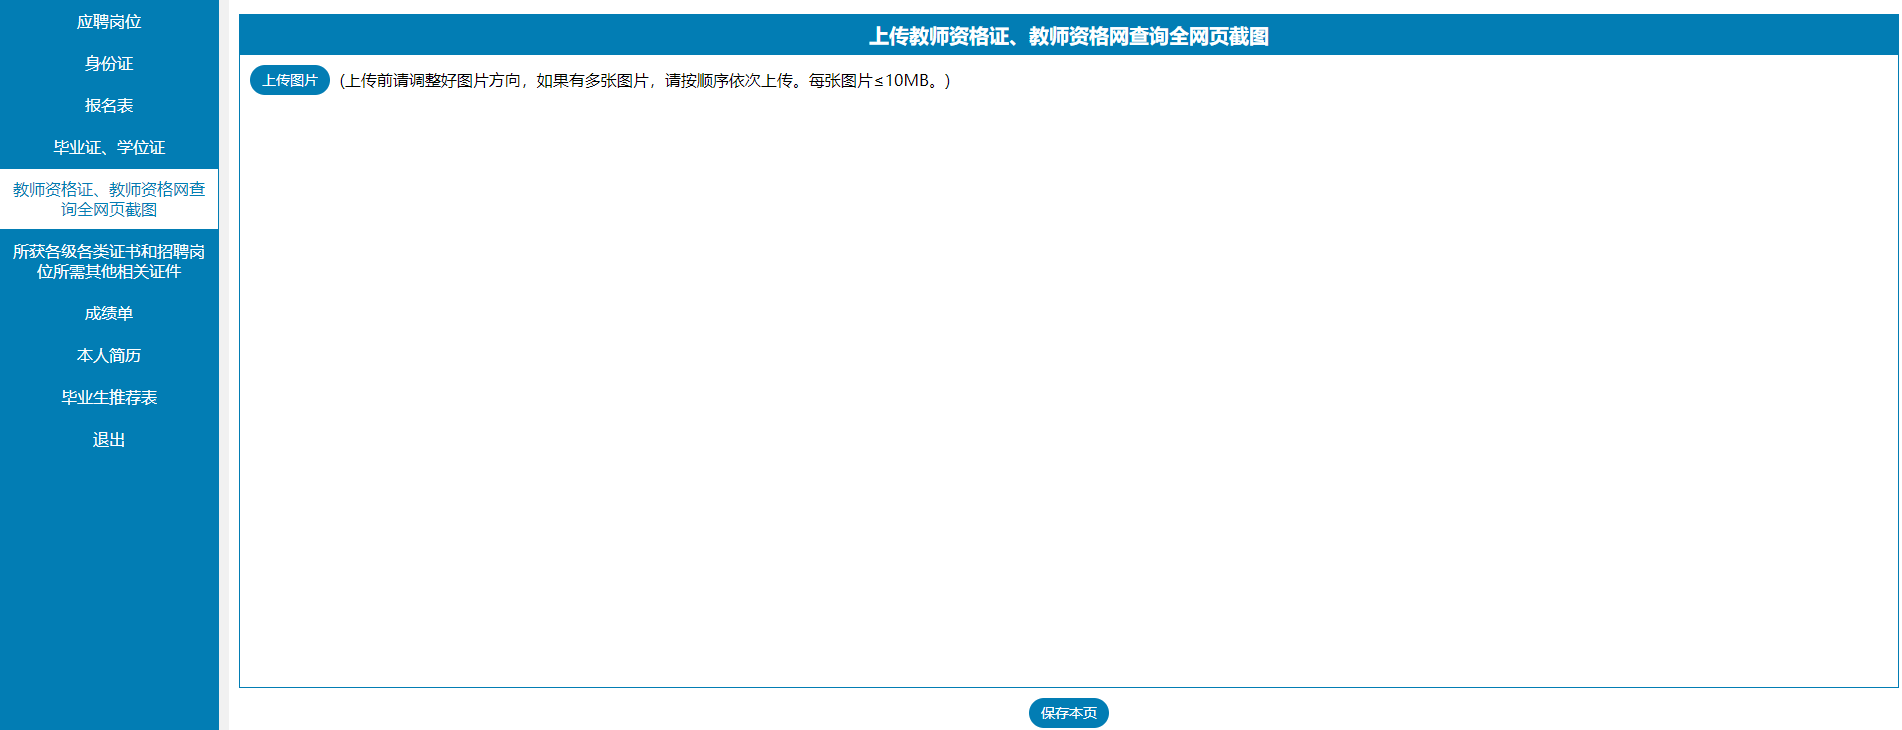 应聘岗位
身份证
报名表
毕业证、学位证
教师资格证、教师资格网查
询全网页截图
所获各级各类证书和招聘岗
位所需其他相关证件
成绩单
本人简历
毕业生推荐表
退出
上传教师资格证、教师资格网查询全网页截图
上传图片 (上传前请调整好图片方向，如果有多张图片，请按顺序依次上传。每张图片≤10MB。)
保存本页